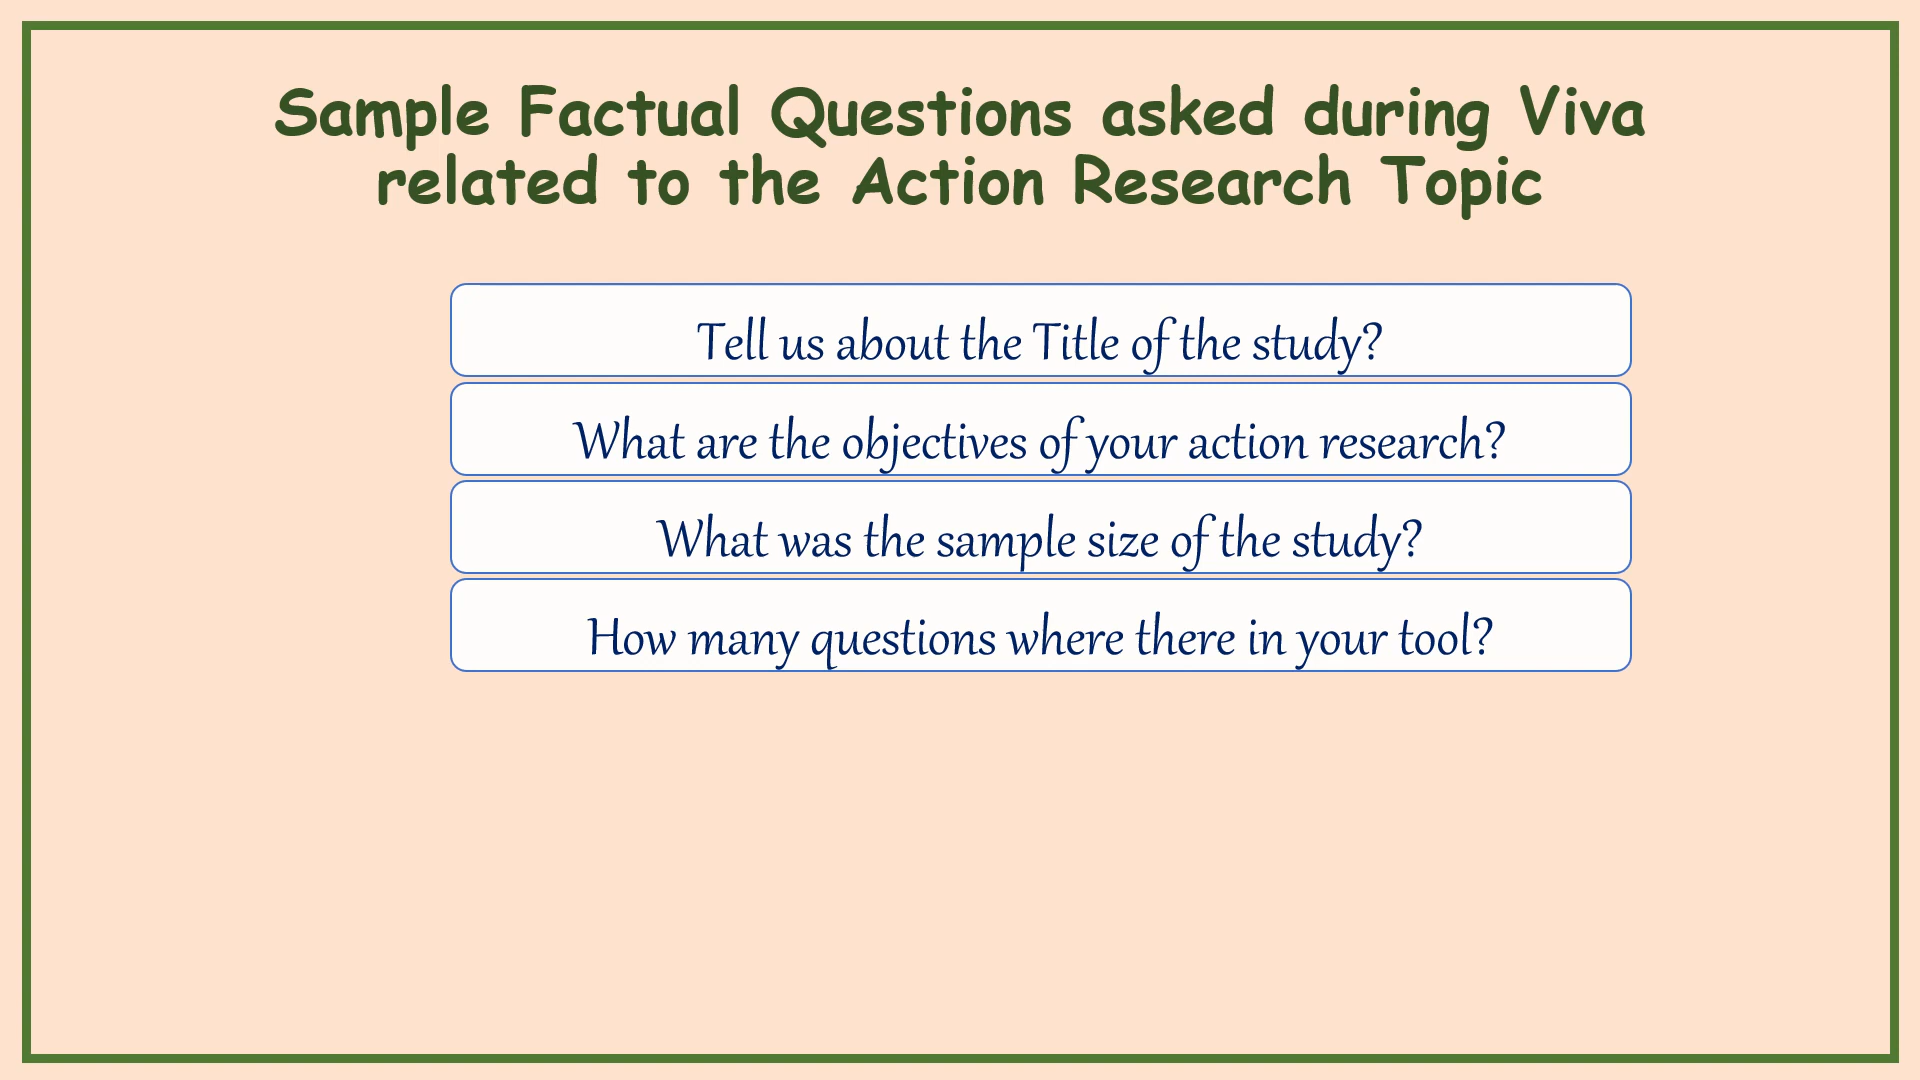 Sample Factual Questions asked during Viva
related to the Action Research Topic
Tell us about the Title of the study?
What are the objectives of your action research?
What was the sample size of the study?
How many questions where there in your tool?